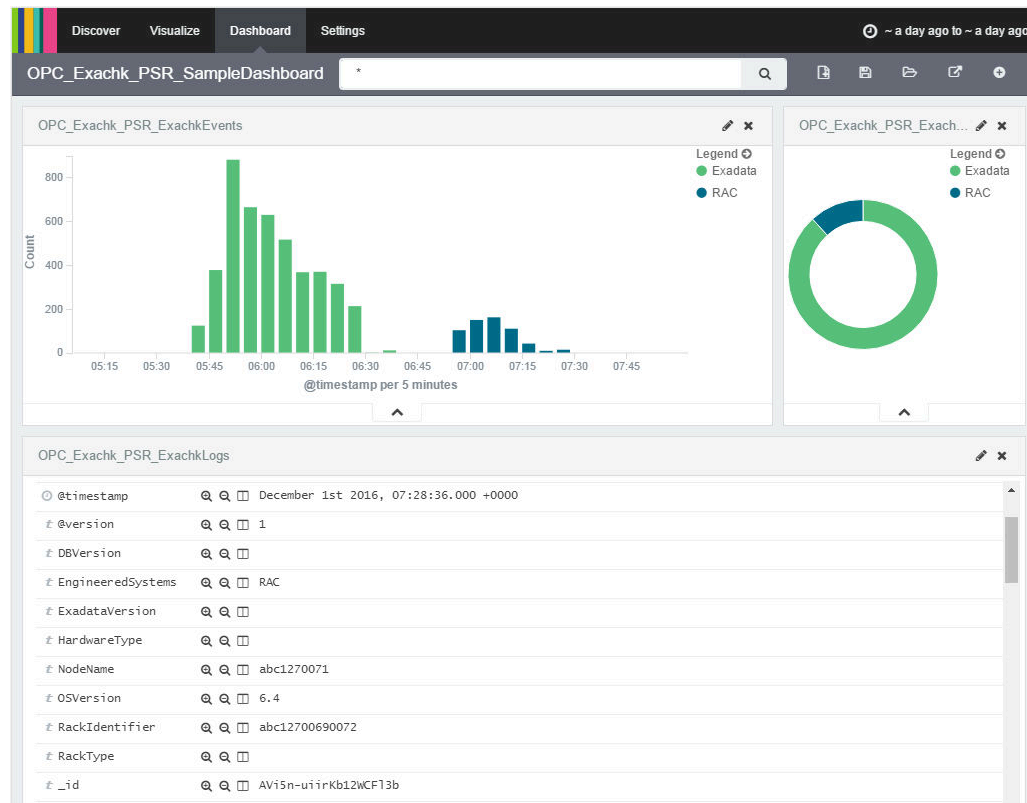 Discover Visualize Dashboard Settings ~ a day ago to ~ a day ago
OPC_Exachk_PSR_SampleDashboard *
OPC_Exachk_PSR_ExachkEvents
Legend
Exadata
RAC
Count
800
600
400
200
0
05:15 05:30 05:45 06:00 06:15 06:30 06:45 07:00 07:15 07:30 07:45
@timestamp per 5 minutes
OPC_Exachk_PSR_Exach...
Legend
Exadata
RAC
OPC_Exachk_PSR_ExachkLogs
@timestamp December 1st 2016, 07:28:36.000 +0000
t @version 1
t DBVersion
t EngineeredSystems RAC
t ExadataVersion
t HardwareType
t NodeName abc1270071
t OSVersion 6.4
t RackIdentifier abc12700690072
t RackType
t _id AVi5n-uiirKb12WCFl3b